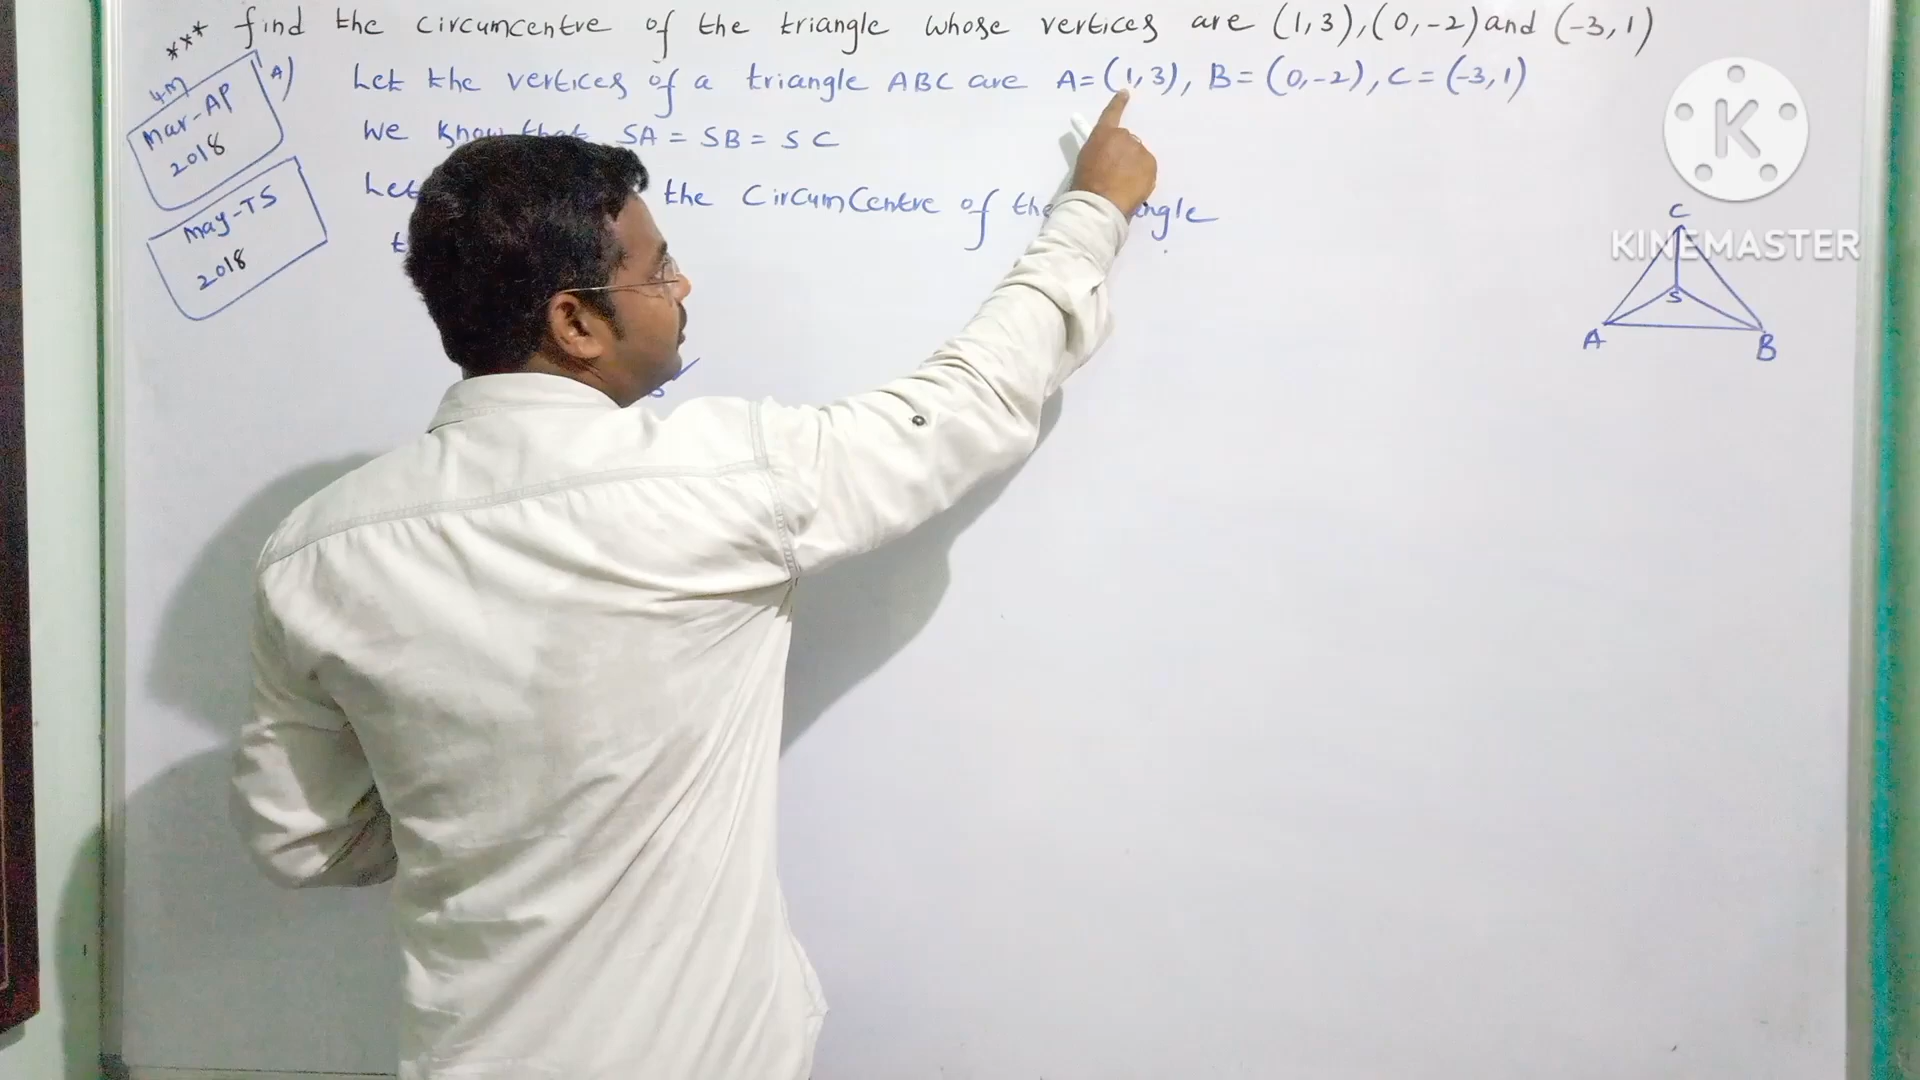 *** find the circumcentre of the triangle whose vertices are (1,3), (0,-2) and (-3,1)
4M
Mar-AP
2018
A) Let the vertices of a triangle ABC are A=(1,3), B=(0,-2), C=(-3,1)
We know that SA = SB = SC
May-TS
2018
Let the CircumCentre of the
K
KINEMASTER
C
S
A
B